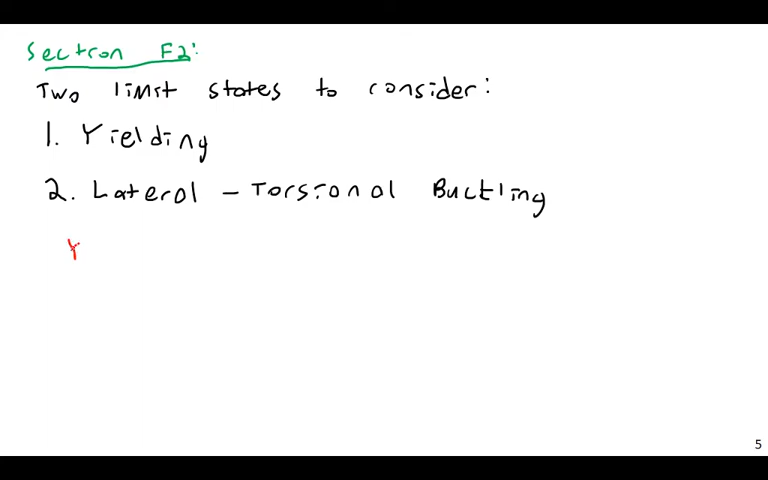 Section F2:
Two limit states to consider:
1. Yielding
2. Lateral - Torsional Buckling
Y
5